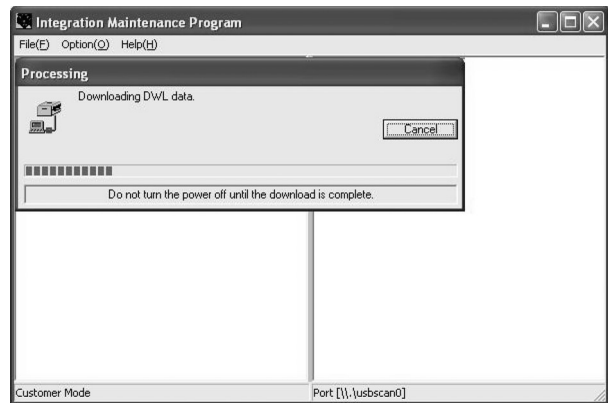 Integration Maintenance Program
File(F) Option(O) Help(H)
Processing
Downloading DWL data.
Cancel
Do not turn the power off until the download is complete.
Customer Mode Port [\\.\usbscan0]